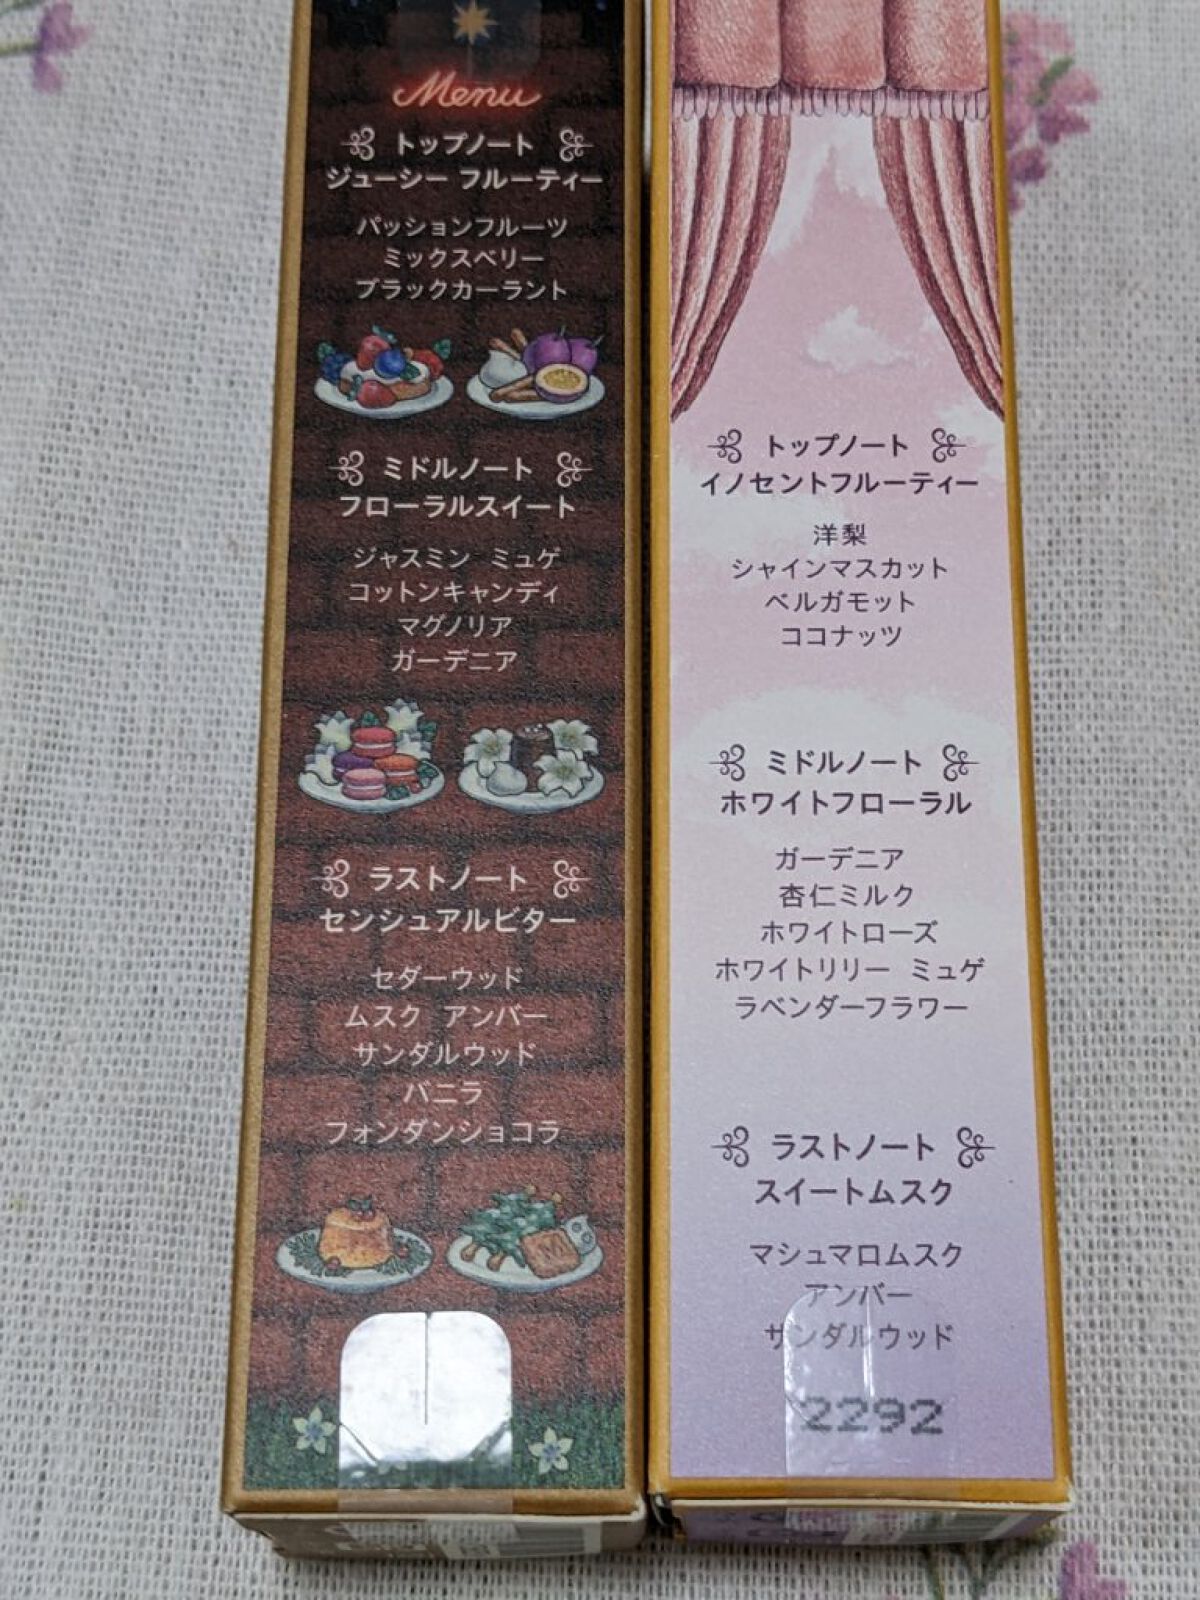 Menu
トップノート
ジューシー フルーティー
パッションフルーツ
ミックスベリー
ブラックカーラント
ミドルノート
フローラルスイート
ジャスミン ミュゲ
コットンキャンディ
マグノリア
ガーデニア
ラストノート
センシュアルビター
セダーウッド
ムスク アンバー
サンダルウッド
バニラ
フォンダンショコラ
トップノート
イノセントフルーティー
洋梨
シャインマスカット
ベルガモット
ココナッツ
ミドルノート
ホワイトフローラル
ガーデニア
杏仁ミルク
ホワイトローズ
ホワイトリリー ミュゲ
ラベンダーフラワー
ラストノート
スイートムスク
マシュマロムスク
アンバー
サンダルウッド
2292